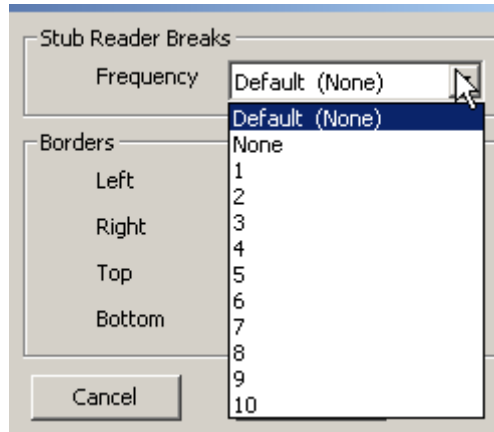 Stub Reader Breaks
Frequency
Default (None)
Default (None)
None
1
2
3
4
5
6
7
8
9
10
Borders
Left
Right
Top
Bottom
Cancel